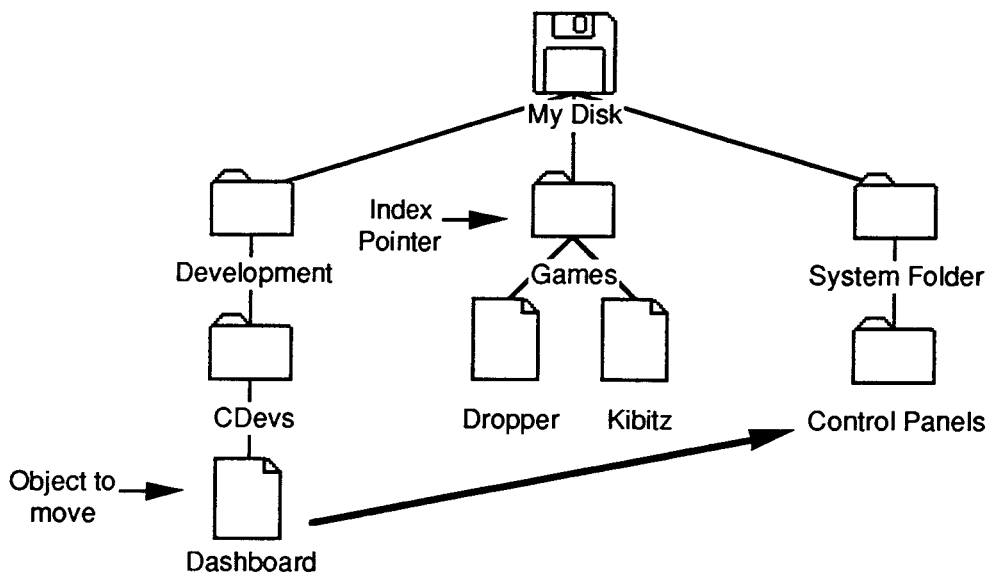 My Disk
Index
Pointer
Development
Games
System Folder
CDevs
Dropper
Kibitz
Control Panels
Object to
move
Dashboard